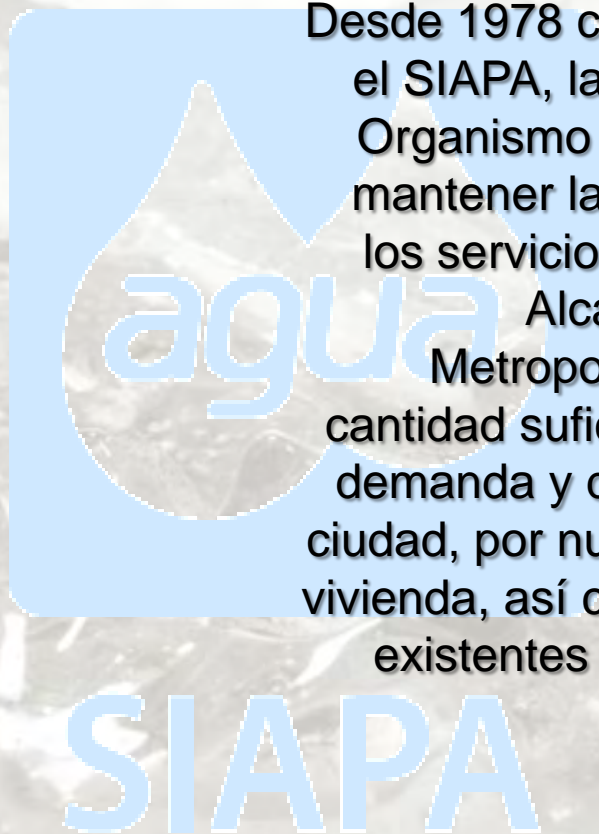 Desde 1978 c
el SIAPA, la
Organismo
mantener la
los servicio
Alca
Metropo
cantidad sufi
demanda y
ciudad, por nu
vivienda, así
existentes
agua
SIAPA